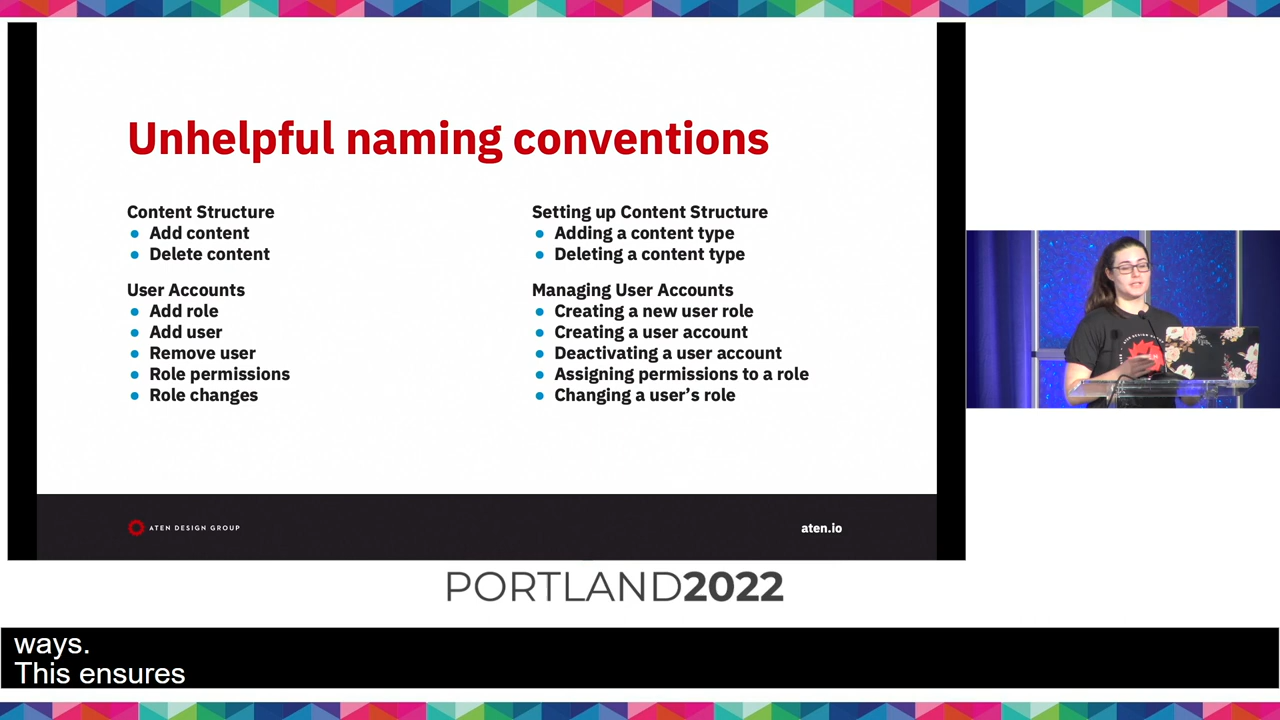 Unhelpful naming conventions
Content Structure
Add content
Delete content
User Accounts
Add role
Add user
Remove user
Role permissions
Role changes
Setting up Content Structure
Adding a content type
Deleting a content type
Managing User Accounts
Creating a new user role
Creating a user account
Deactivating a user account
Assigning permissions to a role
Changing a user's role
ATEN DESIGN GROUP
aten.io
PORTLAND2022
ways.
This ensures